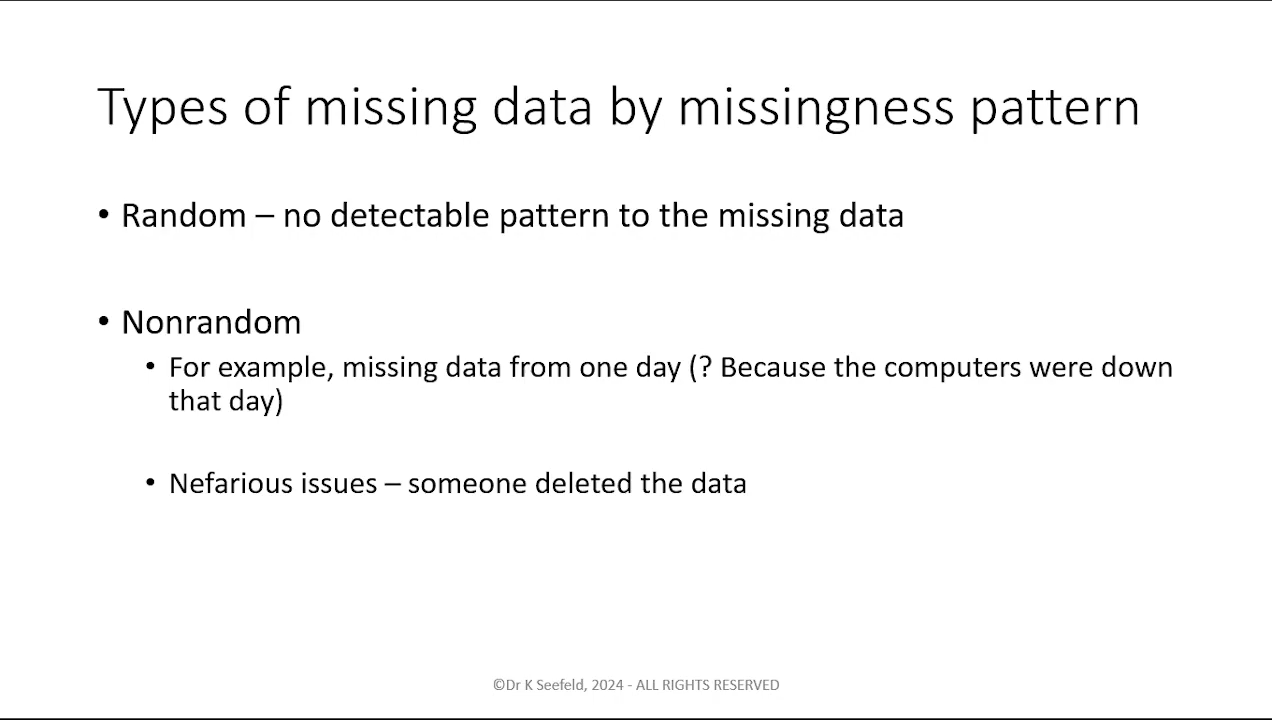 Types of missing data by missingness pattern
• Random – no detectable pattern to the missing data
• Nonrandom
• For example, missing data from one day (? Because the computers were down
that day)
• Nefarious issues – someone deleted the data
©Dr K Seefeld, 2024 - ALL RIGHTS RESERVED